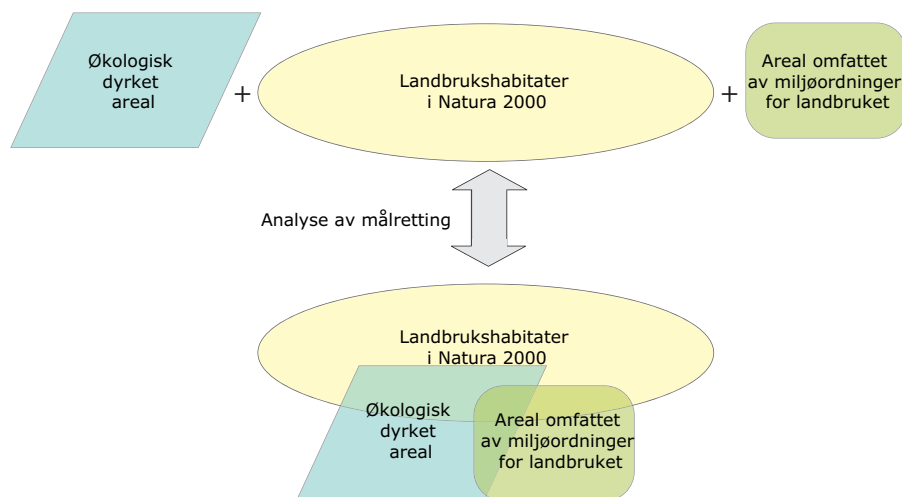 Økologisk
dyrket
areal
+
Landbrukshabitater
i Natura 2000
+
Areal omfattet
av miljøordninger
for landbruket
Analyse av målretting
Landbrukshabitater
i Natura 2000
Økologisk
dyrket
areal
Areal omfattet
av miljøordninger
for landbruket